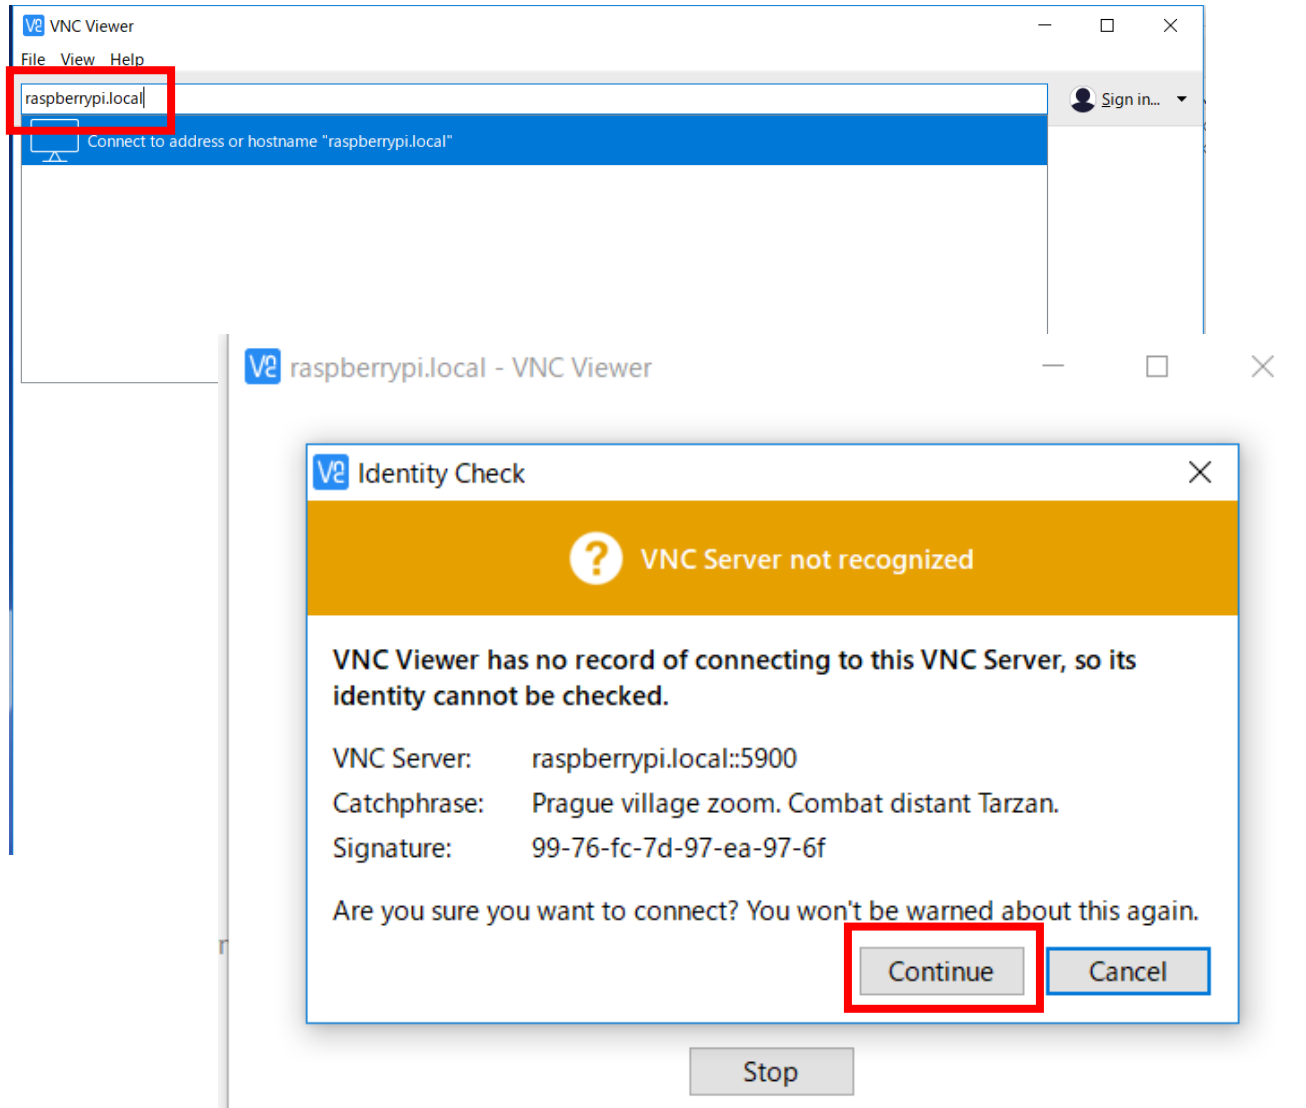 VNC Viewer
File View Help
raspberrypi.local
Sign in...
Connect to address or hostname "raspberrypi.local"
raspberrypi.local - VNC Viewer
Identity Check
VNC Server not recognized
VNC Viewer has no record of connecting to this VNC Server, so its
identity cannot be checked.
VNC Server: raspberrypi.local::5900
Catchphrase: Prague village zoom. Combat distant Tarzan.
Signature: 99-76-fc-7d-97-ea-97-6f
Are you sure you want to connect? You won't be warned about this again.
Continue Cancel
Stop